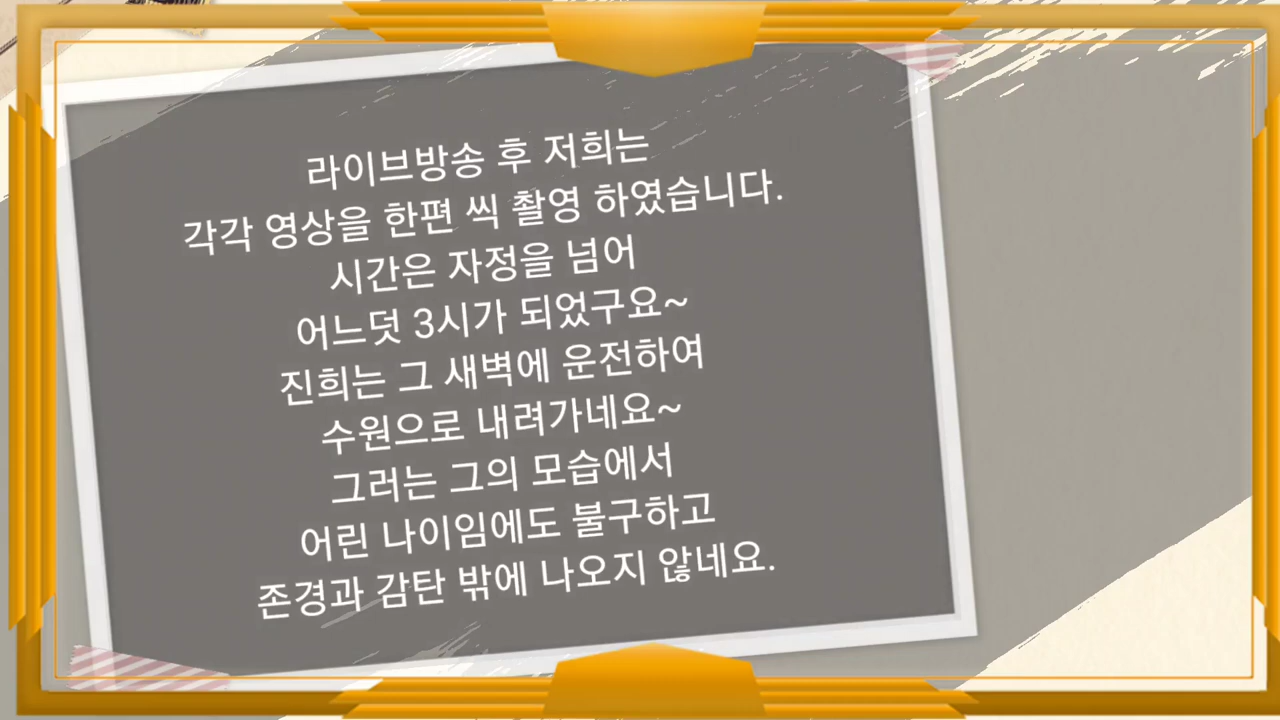 라이브방송 후 저희는
각각 영상을 한편 씩 촬영 하였습니다.
시간은 자정을 넘어
어느덧 3시가 되었구요~
진희는 그 새벽에 운전하여
수원으로 내려가네요~
그러는 그의 모습에서
어린 나이임에도 불구하고
존경과 감탄 밖에 나오지 않네요.